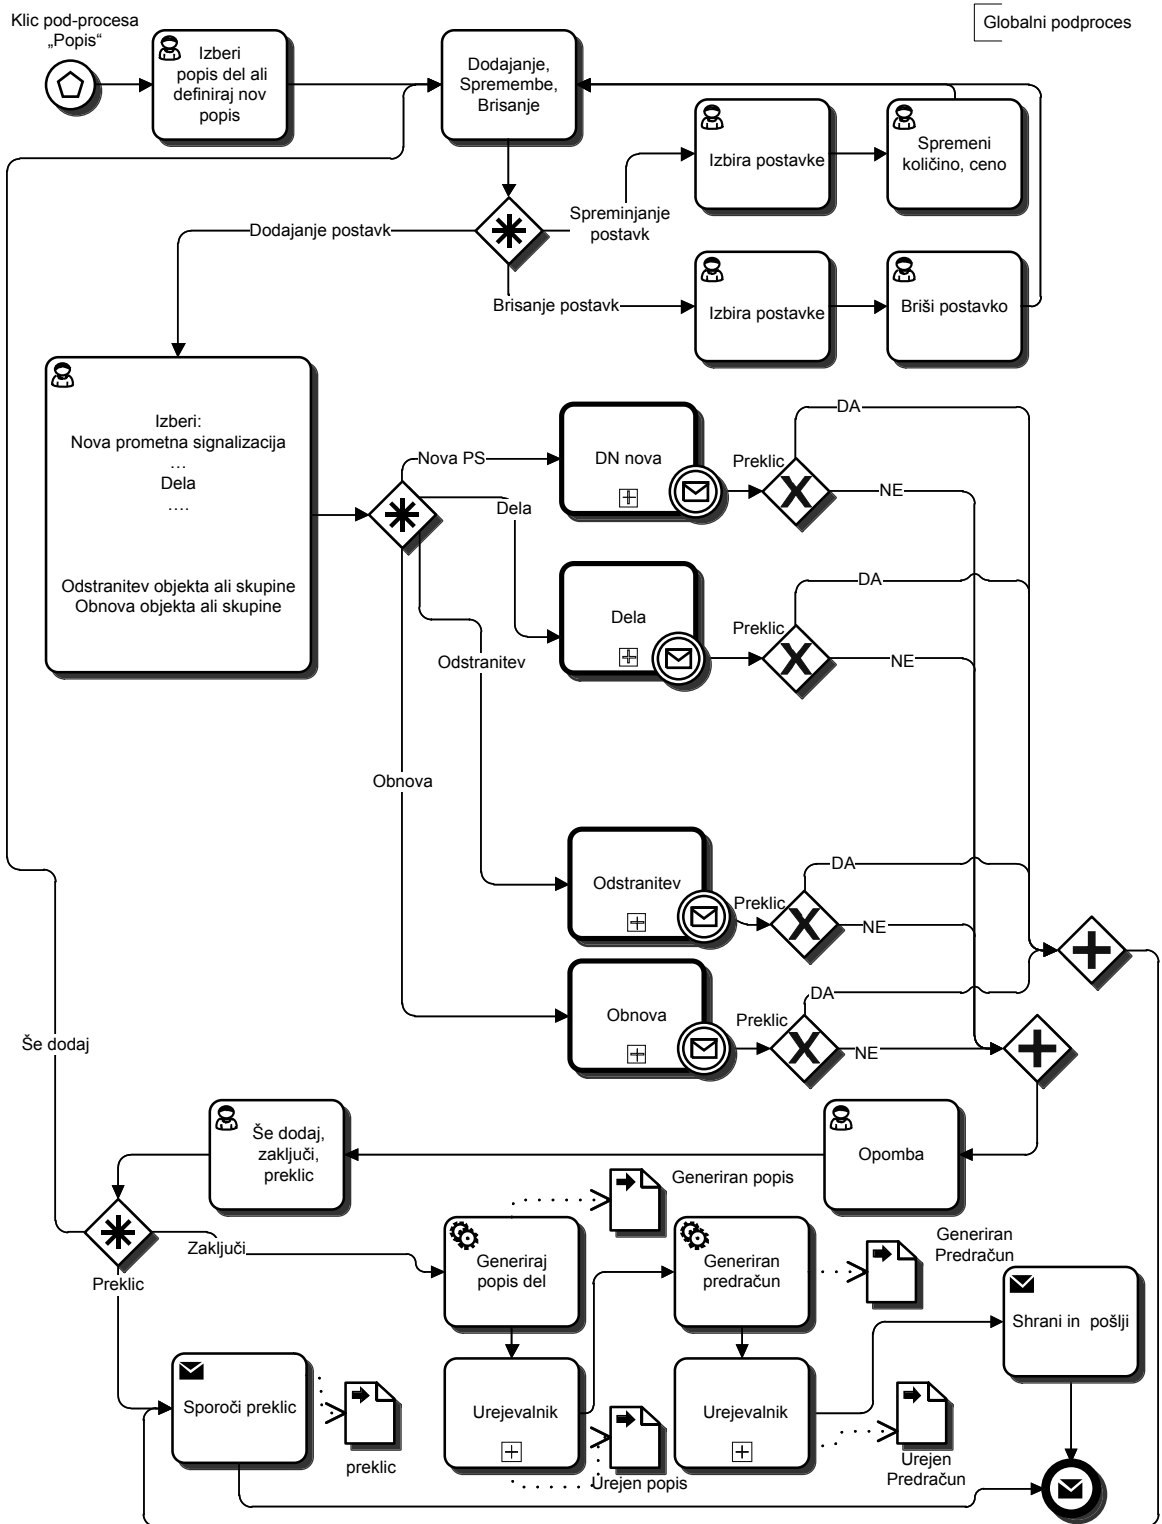 Klic pod-procesa
„Popis“
Globalni podproces
Izberi
popis del ali
definiraj nov
popis
Dodajanje,
Spremembe,
Brisanje
Izbira postavke
Spremeni
količino, ceno
Dodajanje postavk
Spreminjanje
postavk
Brisanje postavk
Izbira postavke
Briši postavko
Izberi:
Nova prometna signalizacija
…
Dela
….
Odstranitev objekta ali skupine
Obnova objekta ali skupine
Nova PS
DN nova
Preklic
DA
NE
Dela
Dela
Preklic
DA
NE
Odstranitev
Obnova
Odstranitev
Preklic
DA
NE
Obnova
Preklic
DA
NE
Še dodaj
Še dodaj,
zaključi,
preklic
Opomba
Zaključi
Preklic
Generiraj
popis del
Generiran popis
Generiran
predračun
Generiran
Predračun
Shrani in pošlji
Sporoči preklic
preklic
Urejevalnik
Urejen popis
Urejevalnik
Urejen
Predračun